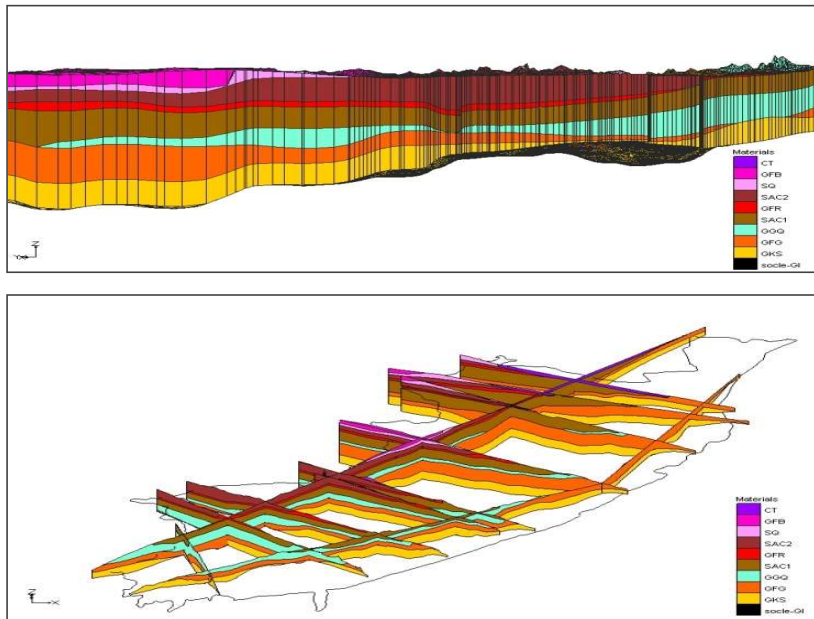 Materials
CT
GFB
SQ
SAC2
GFR
SAC1
GGQ
GFG
GKS
socle-GI
Z
Materials
CT
GFB
SQ
SAC2
GFR
SAC1
GGQ
GFG
GKS
socle-GI
Z
X